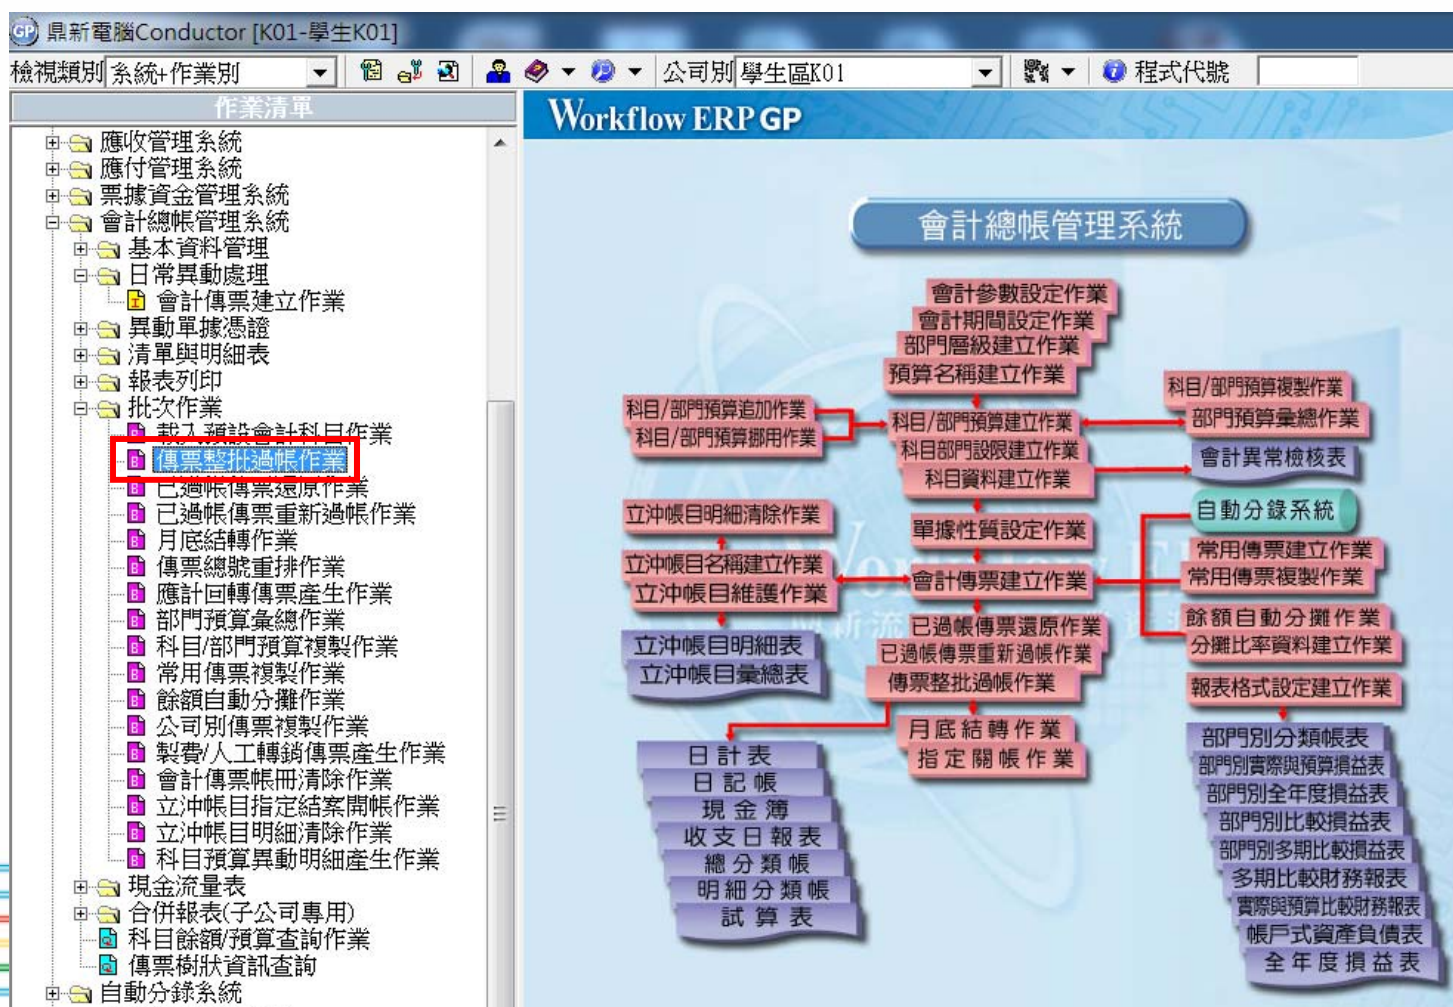 鼎新電腦Conductor [K01-學生K01]
檢視類別 系統+作業別 公司別 學生區K01 程式代號
作業清單
應收管理系統
應付管理系統
票據資金管理系統
會計總帳管理系統
基本資料管理
日常異動處理
會計傳票建立作業
異動單據憑證
清單與明細表
報表列印
批次作業
載入預設會計科目作業
傳票整批過帳作業
已過帳傳票還原作業
已過帳傳票重新過帳作業
月底結轉作業
傳票總號重排作業
應計回轉傳票產生作業
部門預算彙總作業
科目/部門預算複製作業
常用傳票複製作業
餘額自動分攤作業
公司別傳票複製作業
製費/人工轉銷傳票產生作業
會計傳票帳冊清除作業
立沖帳目指定結案開帳作業
立沖帳目明細清除作業
科目預算異動明細產生作業
現金流量表
合併報表(子公司專用)
科目餘額/預算查詢作業
傳票樹狀資訊查詢
自動分錄系統
Workflow ERP GP
會計總帳管理系統
會計參數設定作業
會計期間設定作業
部門層級建立作業
預算名稱建立作業
科目/部門預算追加作業
科目/部門預算挪用作業
科目/部門預算建立作業
科目部門設限建立作業
科目資料建立作業
科目/部門預算複製作業
部門預算彙總作業
會計異常檢核表
立沖帳目明細清除作業
立沖帳目名稱建立作業
立沖帳目維護作業
立沖帳目明細表
立沖帳目彙總表
單據性質設定作業
會計傳票建立作業
已過帳傳票還原作業
已過帳傳票重新過帳作業
傳票整批過帳作業
月底結轉作業
指定關帳作業
自動分錄系統
常用傳票建立作業
常用傳票複製作業
餘額自動分攤作業
分攤比率資料建立作業
報表格式設定建立作業
日計表
日記帳
現金簿
收支日報表
總分類帳
明細分類帳
試算表
部門別分類帳表
部門別實際與預算損益表
部門別全年度損益表
部門別比較損益表
部門別多期比較損益表
多期比較財務報表
實際與預算比較財務報表
帳戶式資產負債表
全年度損益表